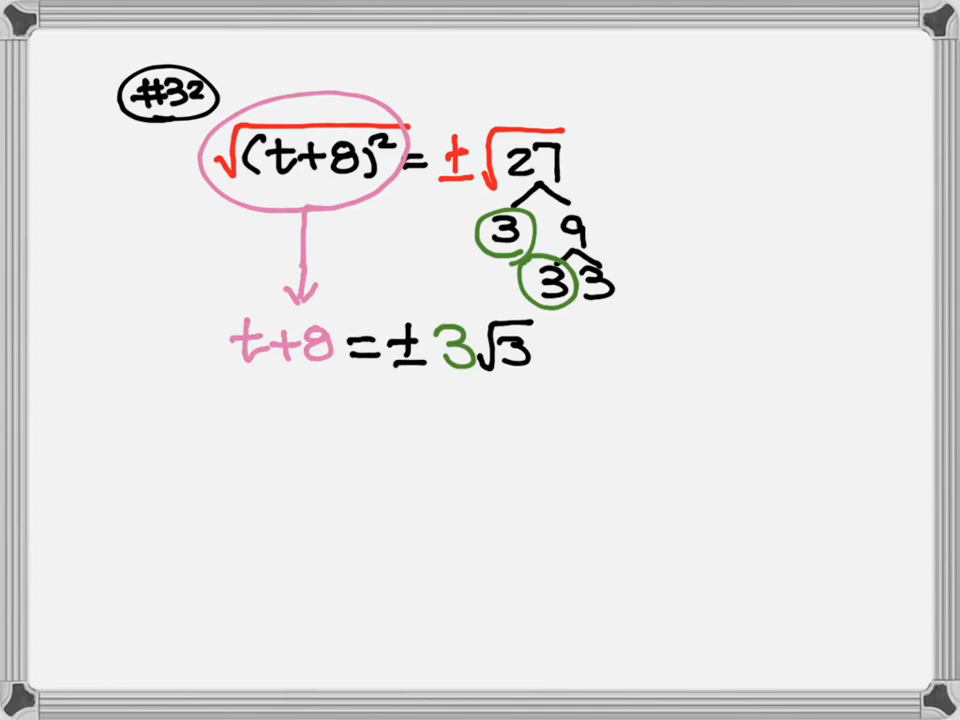 #32
√(t+8)² = ± √27
3 9
3 3
t+8 = ± 3√3